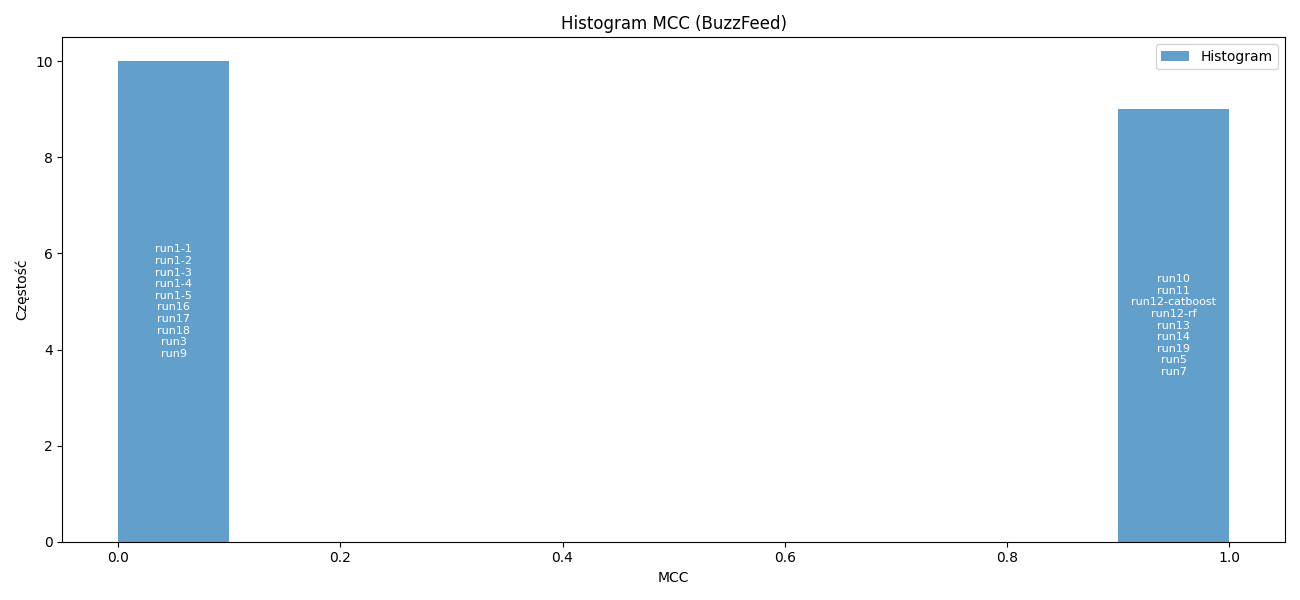 Histogram MCC (BuzzFeed)
Histogram
Częstość
10
8
6
4
2
0
run1-1
run1-2
run1-3
run1-4
run1-5
run16
run17
run18
run3
run9
run10
run11
run12-catboost
run12-rf
run13
run14
run19
run5
run7
0.0 0.2 0.4 0.6 0.8 1.0
MCC